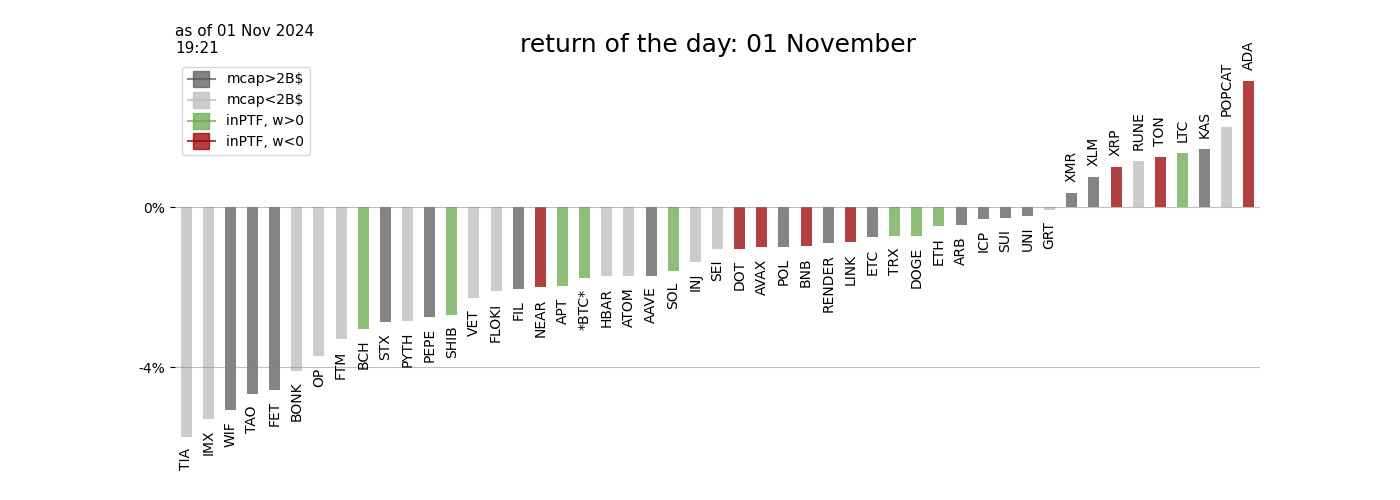 as of 01 Nov 2024
19:21
return of the day: 01 November
mcap>2B$
mcap<2B$
inPTF, w>0
inPTF, w<0
0%
-4%
TIA
IMX
WIF
TAO
FET
BONK
OP
FTM
BCH
STX
PYTH
PEPE
SHIB
VET
FLOKI
FIL
NEAR
APT
*BTC*
HBAR
ATOM
AAVE
SOL
INJ
SEI
DOT
AVAX
POL
BNB
RENDER
LINK
ETC
TRX
DOGE
ETH
ARB
ICP
SUI
UNI
GRT
XMR
XLM
XRP
RUNE
TON
LTC
KAS
POPCAT
ADA